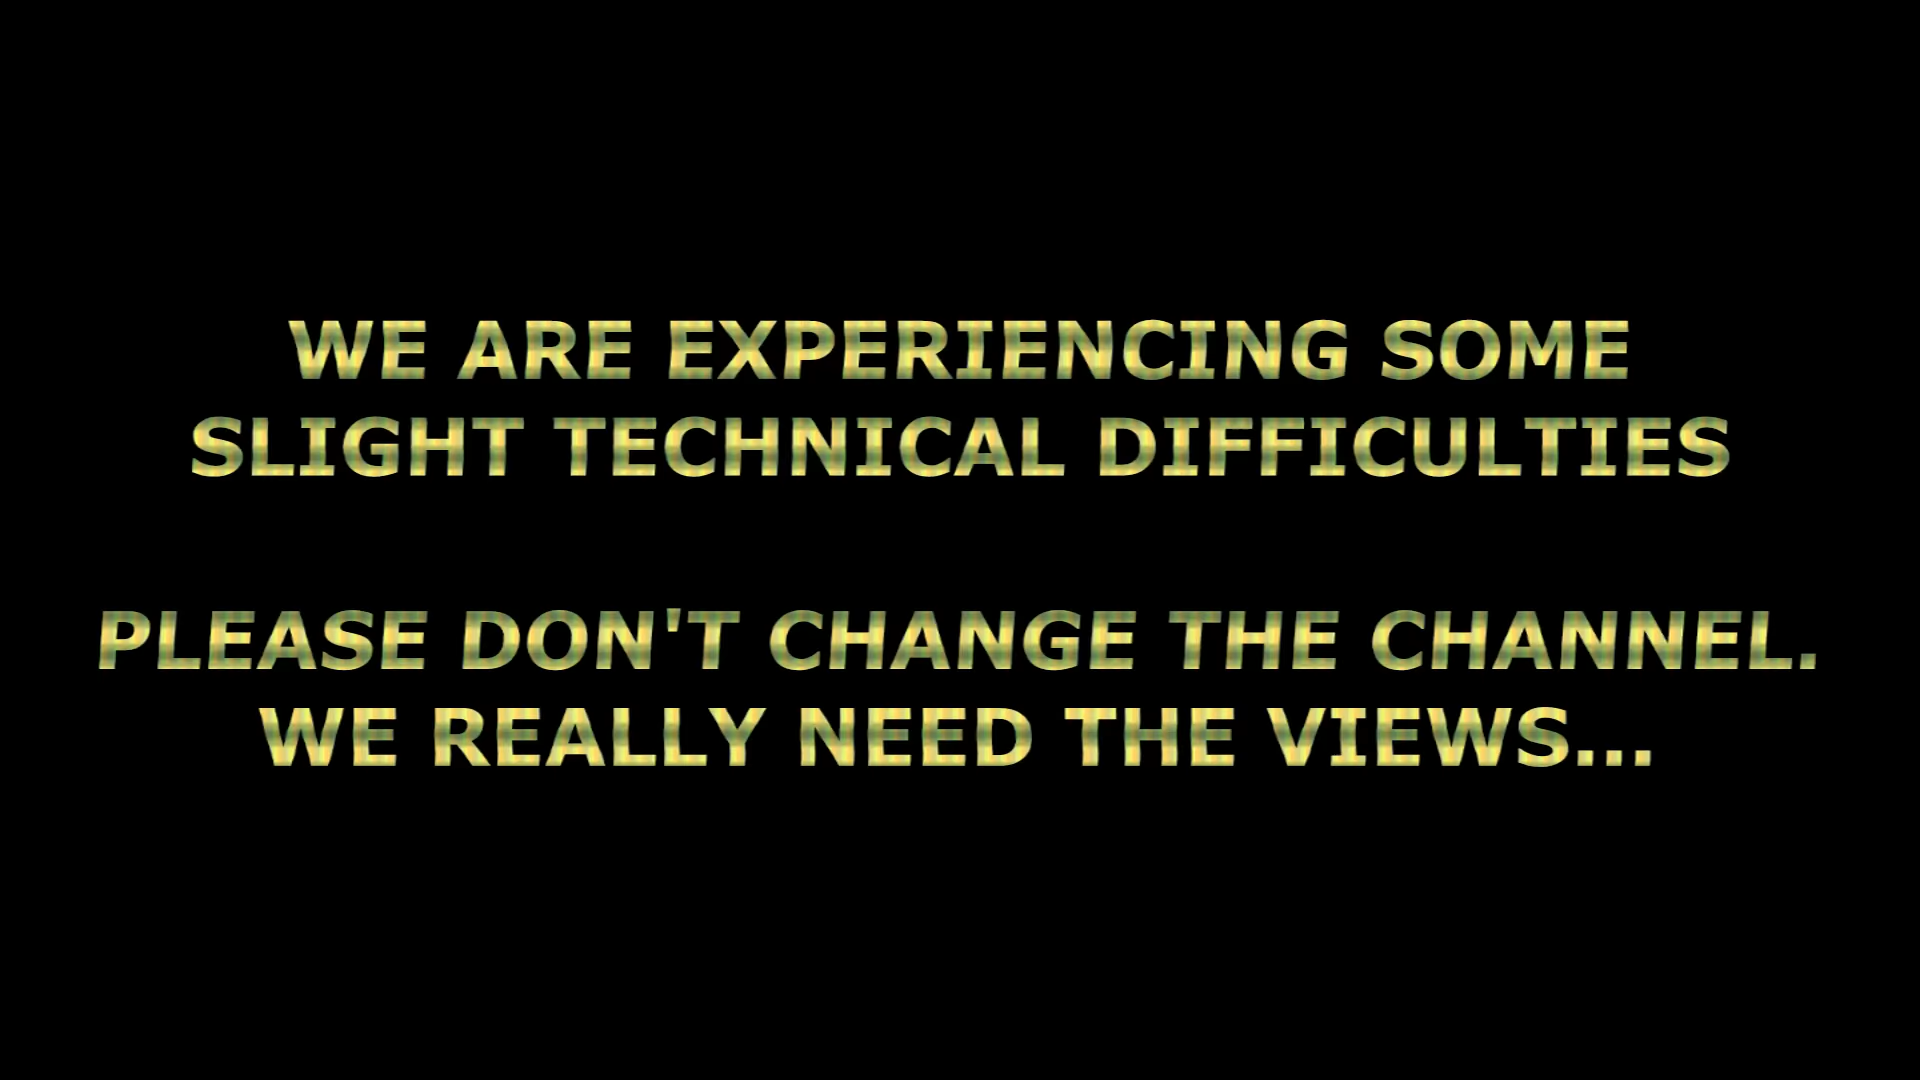 WE ARE EXPERIENCING SOME
SLIGHT TECHNICAL DIFFICULTIES
PLEASE DON'T CHANGE THE CHANNEL.
WE REALLY NEED THE VIEWS...